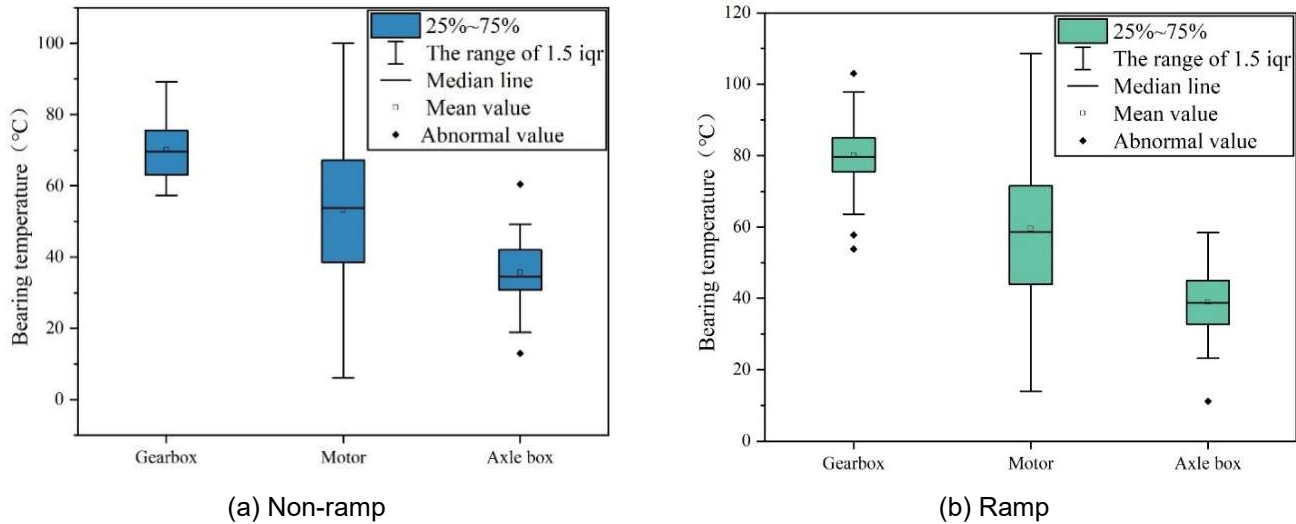 25%~75%
The range of 1.5 iqr
Median line
Mean value
Abnormal value
Bearing temperature（℃）
100
80
60
40
20
0
Gearbox Motor Axle box
(a) Non-ramp
25%~75%
The range of 1.5 iqr
Median line
Mean value
Abnormal value
Bearing temperature（℃）
120
100
80
60
40
20
0
Gearbox Motor Axle box
(b) Ramp